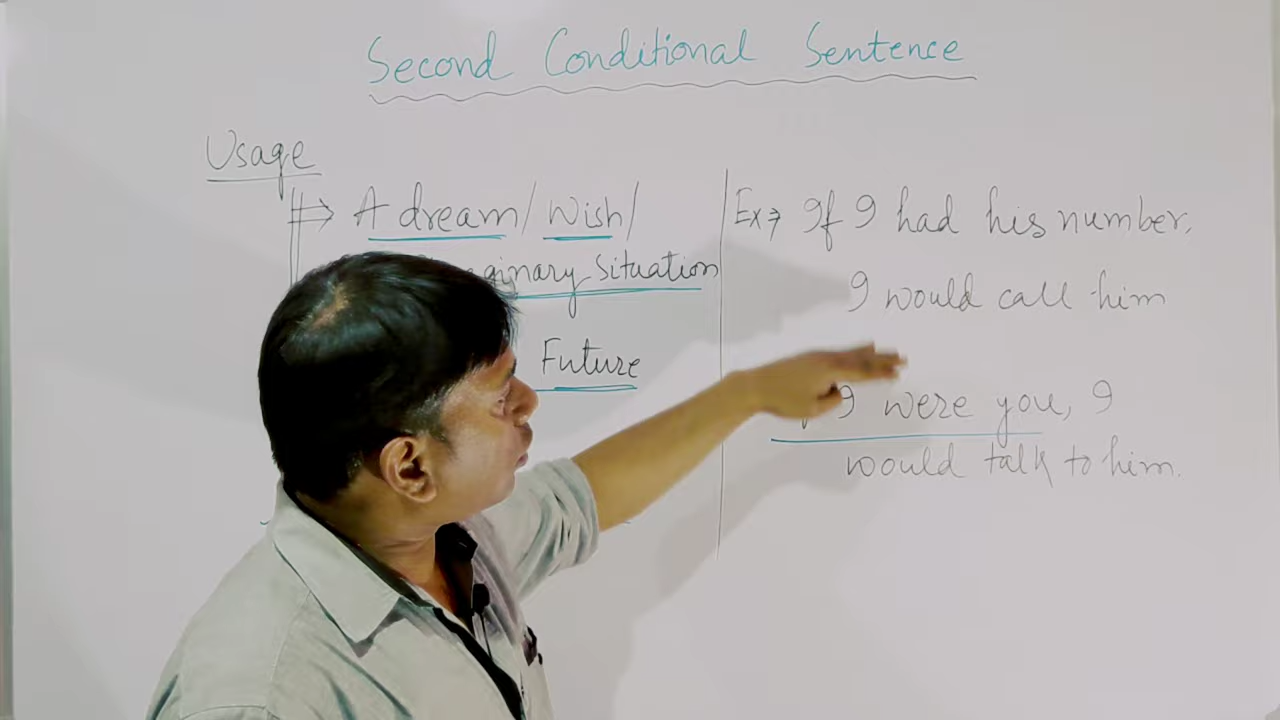 Second Conditional Sentence
Usage
⇒ A dream / Wish /
Situation
Future
Ex⇒ If I had his number,
I would call him
I were you, I
would talk to him.